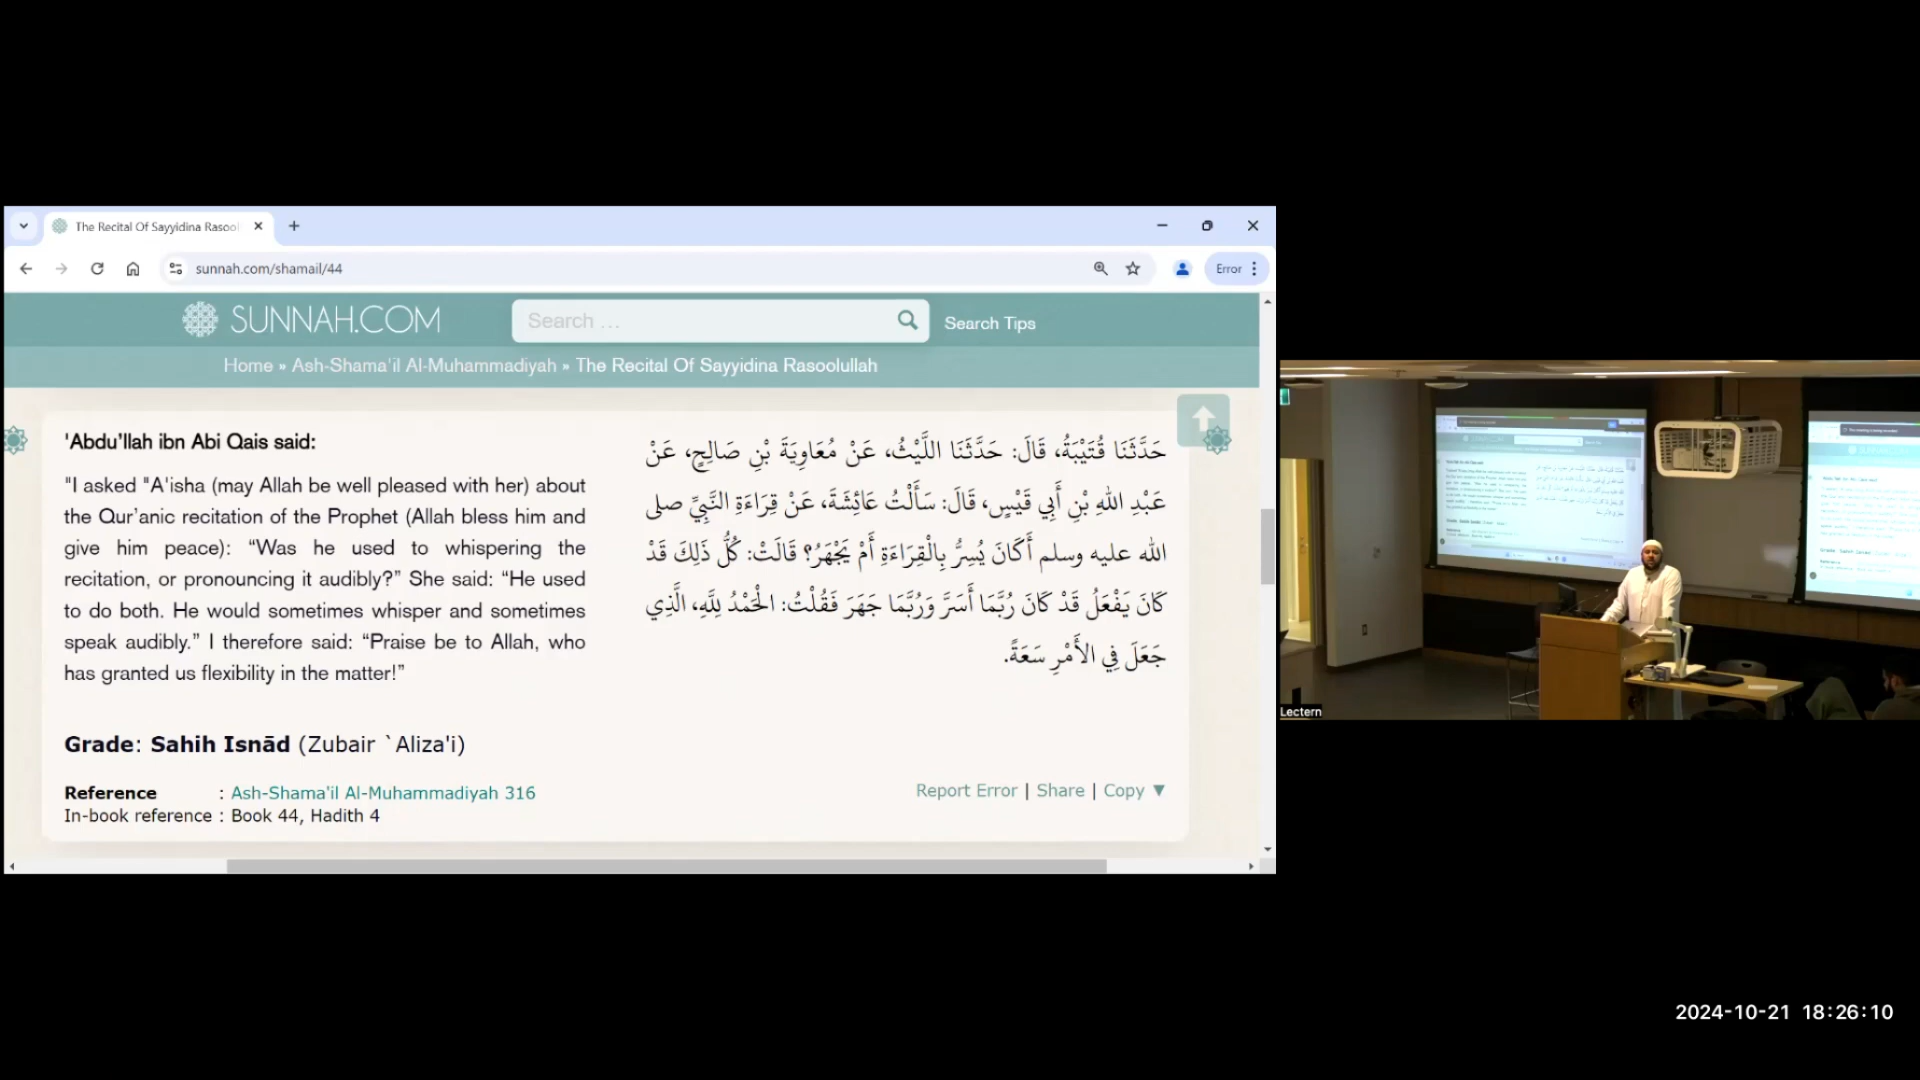 The Recital Of Sayyidina Rasool
sunnah.com/shamail/44
Error
SUNNAH.COM
Search ...
Search Tips
Home » Ash-Shama'il Al-Muhammadiyah » The Recital Of Sayyidina Rasoolullah
'Abdu'llah ibn Abi Qais said:
"I asked "A'isha (may Allah be well pleased with her) about
the Qur'anic recitation of the Prophet (Allah bless him and
give him peace): “Was he used to whispering the
recitation, or pronouncing it audibly?” She said: “He used
to do both. He would sometimes whisper and sometimes
speak audibly.” I therefore said: “Praise be to Allah, who
has granted us flexibility in the matter!”
حَدَّثَنَا قُتَيْبَةُ، قَالَ: حَدَّثَنَا اللَّيْثُ، عَنْ مُعَاوِيَةَ بْنِ صَالِحٍ، عَنْ
عَبْدِ اللهِ بْنِ أَبِي قَيْسٍ، قَالَ: سَأَلْتُ عَائِشَةَ، عَنْ قِرَاءَةِ النَّبِيِّ صلى
الله عليه وسلم أَكَانَ يُسِرُّ بِالْقِرَاءَةِ أَمْ يَجْهَرُ؟ قَالَتْ: كُلُّ ذَلِكَ قَدْ
كَانَ يَفْعَلُ قَدْ كَانَ رُبَّمَا أَسَرَّ وَرُبَّمَا جَهَرَ فَقُلْتُ: الْحَمْدُ لِلَّهِ، الَّذِي
جَعَلَ فِي الأَمْرِ سَعَةً.
Grade: Sahih Isnād (Zubair `Aliza'i)
Reference : Ash-Shama'il Al-Muhammadiyah 316
In-book reference : Book 44, Hadith 4
Report Error | Share | Copy ▼
Lectern
2024-10-21 18:26:10